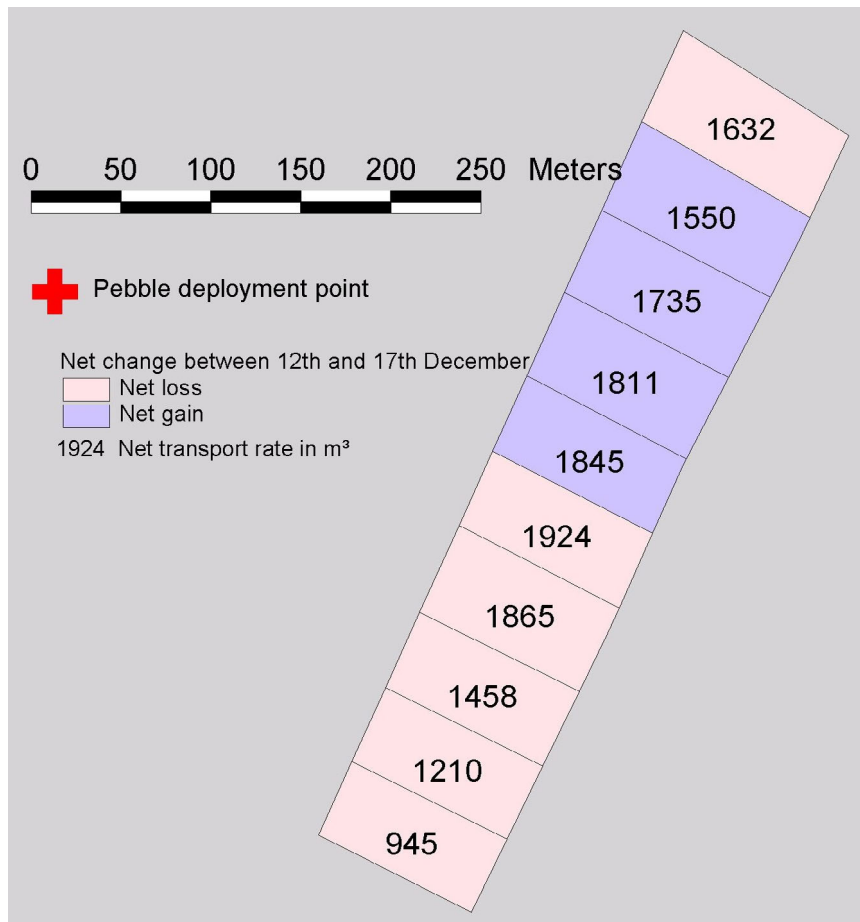 1632
0 50 100 150 200 250 Meters
1550
Pebble deployment point
1735
Net change between 12th and 17th December
Net loss
Net gain
1924 Net transport rate in m³
1811
1845
1924
1865
1458
1210
945